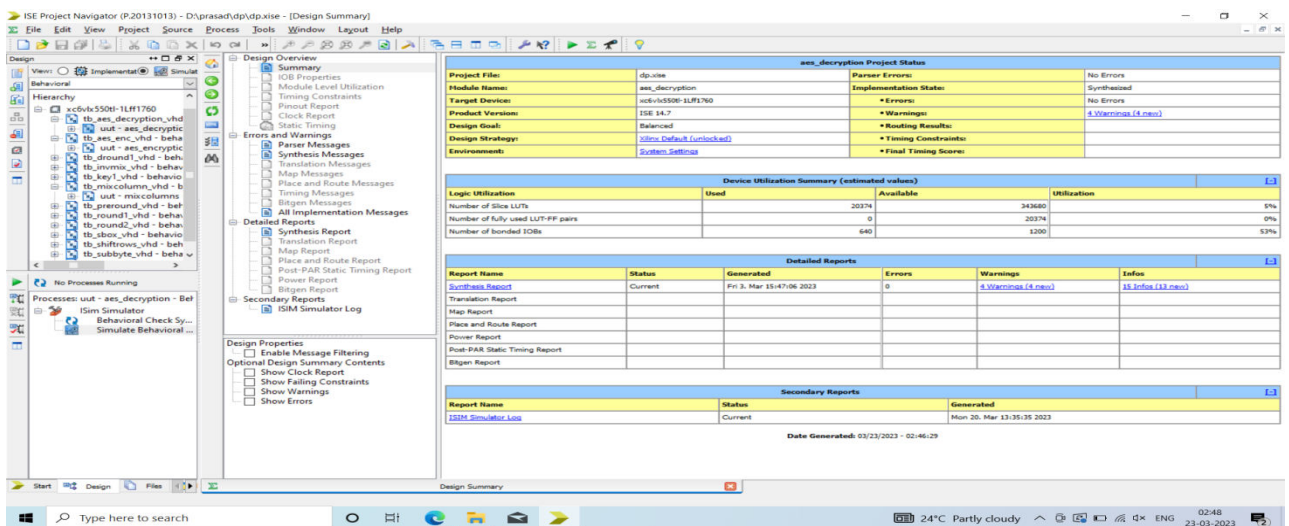 ISE Project Navigator (P.20131013) - D:\prasad\dp\dp.xise - [Design Summary]
File Edit View Project Source Process Tools Window Layout Help
Design
View: Implementat Simulat
Behavioral
Hierarchy
xc6vlx550tl-1Lff1760
tb_aes_decryption_vhd
uut - aes_decryptic
tb_aes_enc_vhd - beha
uut - aes_encryptic
tb_dround1_vhd - beh
tb_invmix_vhd - behav
tb_key1_vhd - behavio
tb_mixcolumn_vhd - b
uut - mixcolumns
tb_preround_vhd - beh
tb_round1_vhd - behav
tb_round2_vhd - behav
tb_sbox_vhd - behavio
tb_shiftrows_vhd - beh
tb_subbyte_vhd - beha
No Processes Running
Processes: uut - aes_decryption - Beh
ISim Simulator
Behavioral Check Sy...
Simulate Behavioral ...
Start Design Files
Design Overview
Summary
IOB Properties
Module Level Utilization
Timing Constraints
Pinout Report
Clock Report
Static Timing
Errors and Warnings
Parser Messages
Synthesis Messages
Translation Messages
Map Messages
Place and Route Messages
Timing Messages
Bitgen Messages
All Implementation Messages
Detailed Reports
Synthesis Report
Translation Report
Map Report
Place and Route Report
Post-PAR Static Timing Report
Power Report
Bitgen Report
Secondary Reports
ISIM Simulator Log
Design Properties
Enable Message Filtering
Optional Design Summary Contents
Show Clock Report
Show Failing Constraints
Show Warnings
Show Errors
aes_decryption Project Status
Project File: dp.xise Parser Errors: No Errors
Module Name: aes_decryption Implementation State: Synthesized
Target Device: xc6vlx550tl-1Lff1760 • Errors: No Errors
Product Version: ISE 14.7 • Warnings: 4 Warnings (4 new)
Design Goal: Balanced • Routing Results:
Design Strategy: Xilinx Default (unlocked) • Timing Constraints:
Environment: System Settings • Final Timing Score:
Device Utilization Summary (estimated values) [-]
Logic Utilization Used Available Utilization
Number of Slice LUTs 20374 343680 5%
Number of fully used LUT-FF pairs 0 20374 0%
Number of bonded IOBs 640 1200 53%
Detailed Reports [-]
Report Name Status Generated Errors Warnings Infos
Synthesis Report Current Fri 3. Mar 15:47:06 2023 0 4 Warnings (4 new) 15 Infos (13 new)
Translation Report
Map Report
Place and Route Report
Power Report
Post-PAR Static Timing Report
Bitgen Report
Secondary Reports [-]
Report Name Status Generated
ISIM Simulator Log Current Mon 20. Mar 13:35:35 2023
Date Generated: 03/23/2023 - 02:46:29
Design Summary
Type here to search
24°C Partly cloudy
ENG
02:48
23-03-2023
2